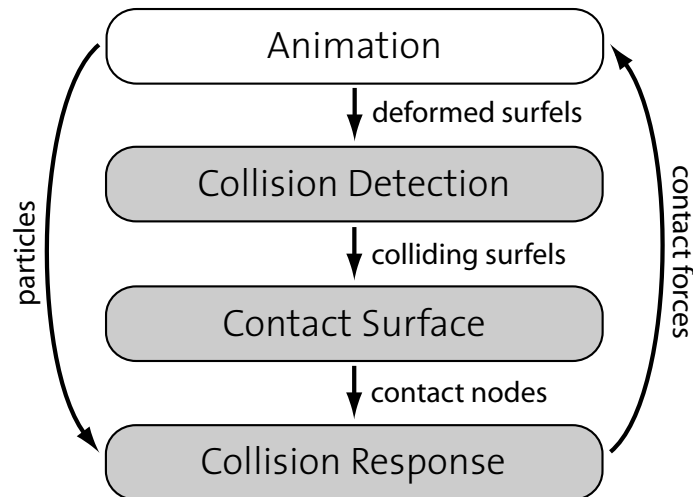 Animation
deformed surfels
Collision Detection
particles
contact forces
colliding surfels
Contact Surface
contact nodes
Collision Response